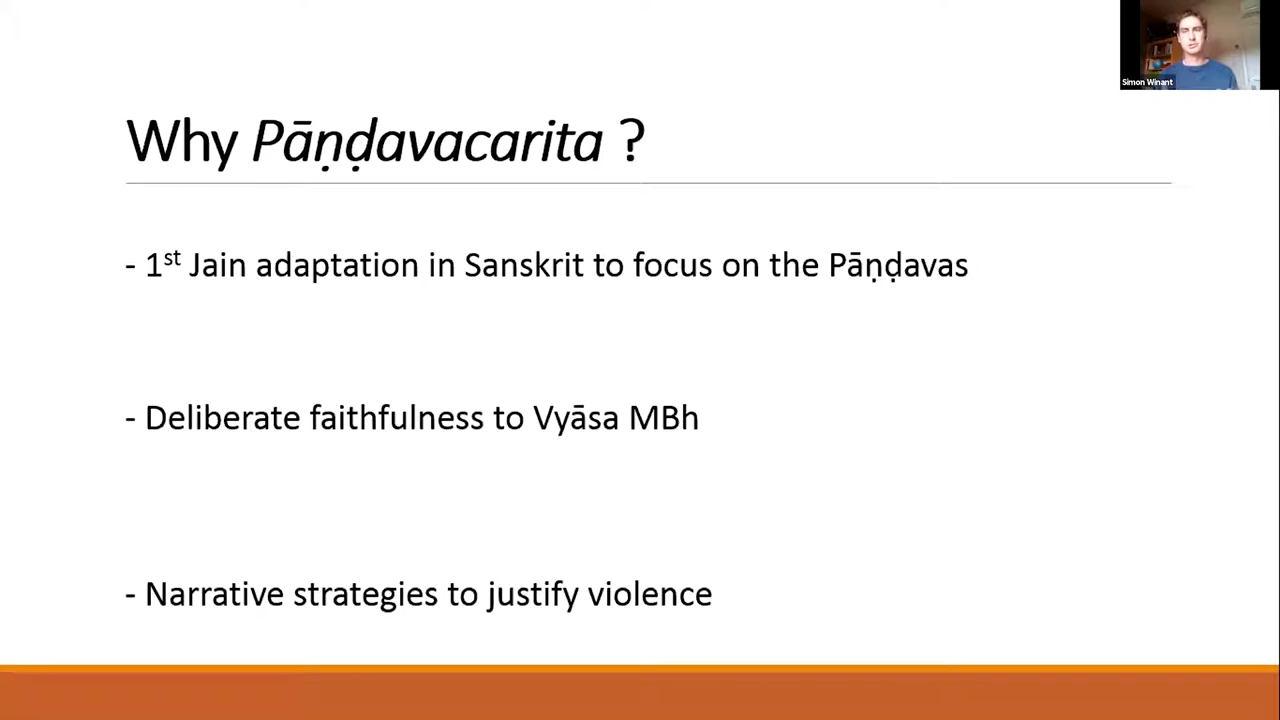 Simon Winant
Why Pāṇḍavacarita ?
- 1st Jain adaptation in Sanskrit to focus on the Pāṇḍavas
- Deliberate faithfulness to Vyāsa MBh
- Narrative strategies to justify violence